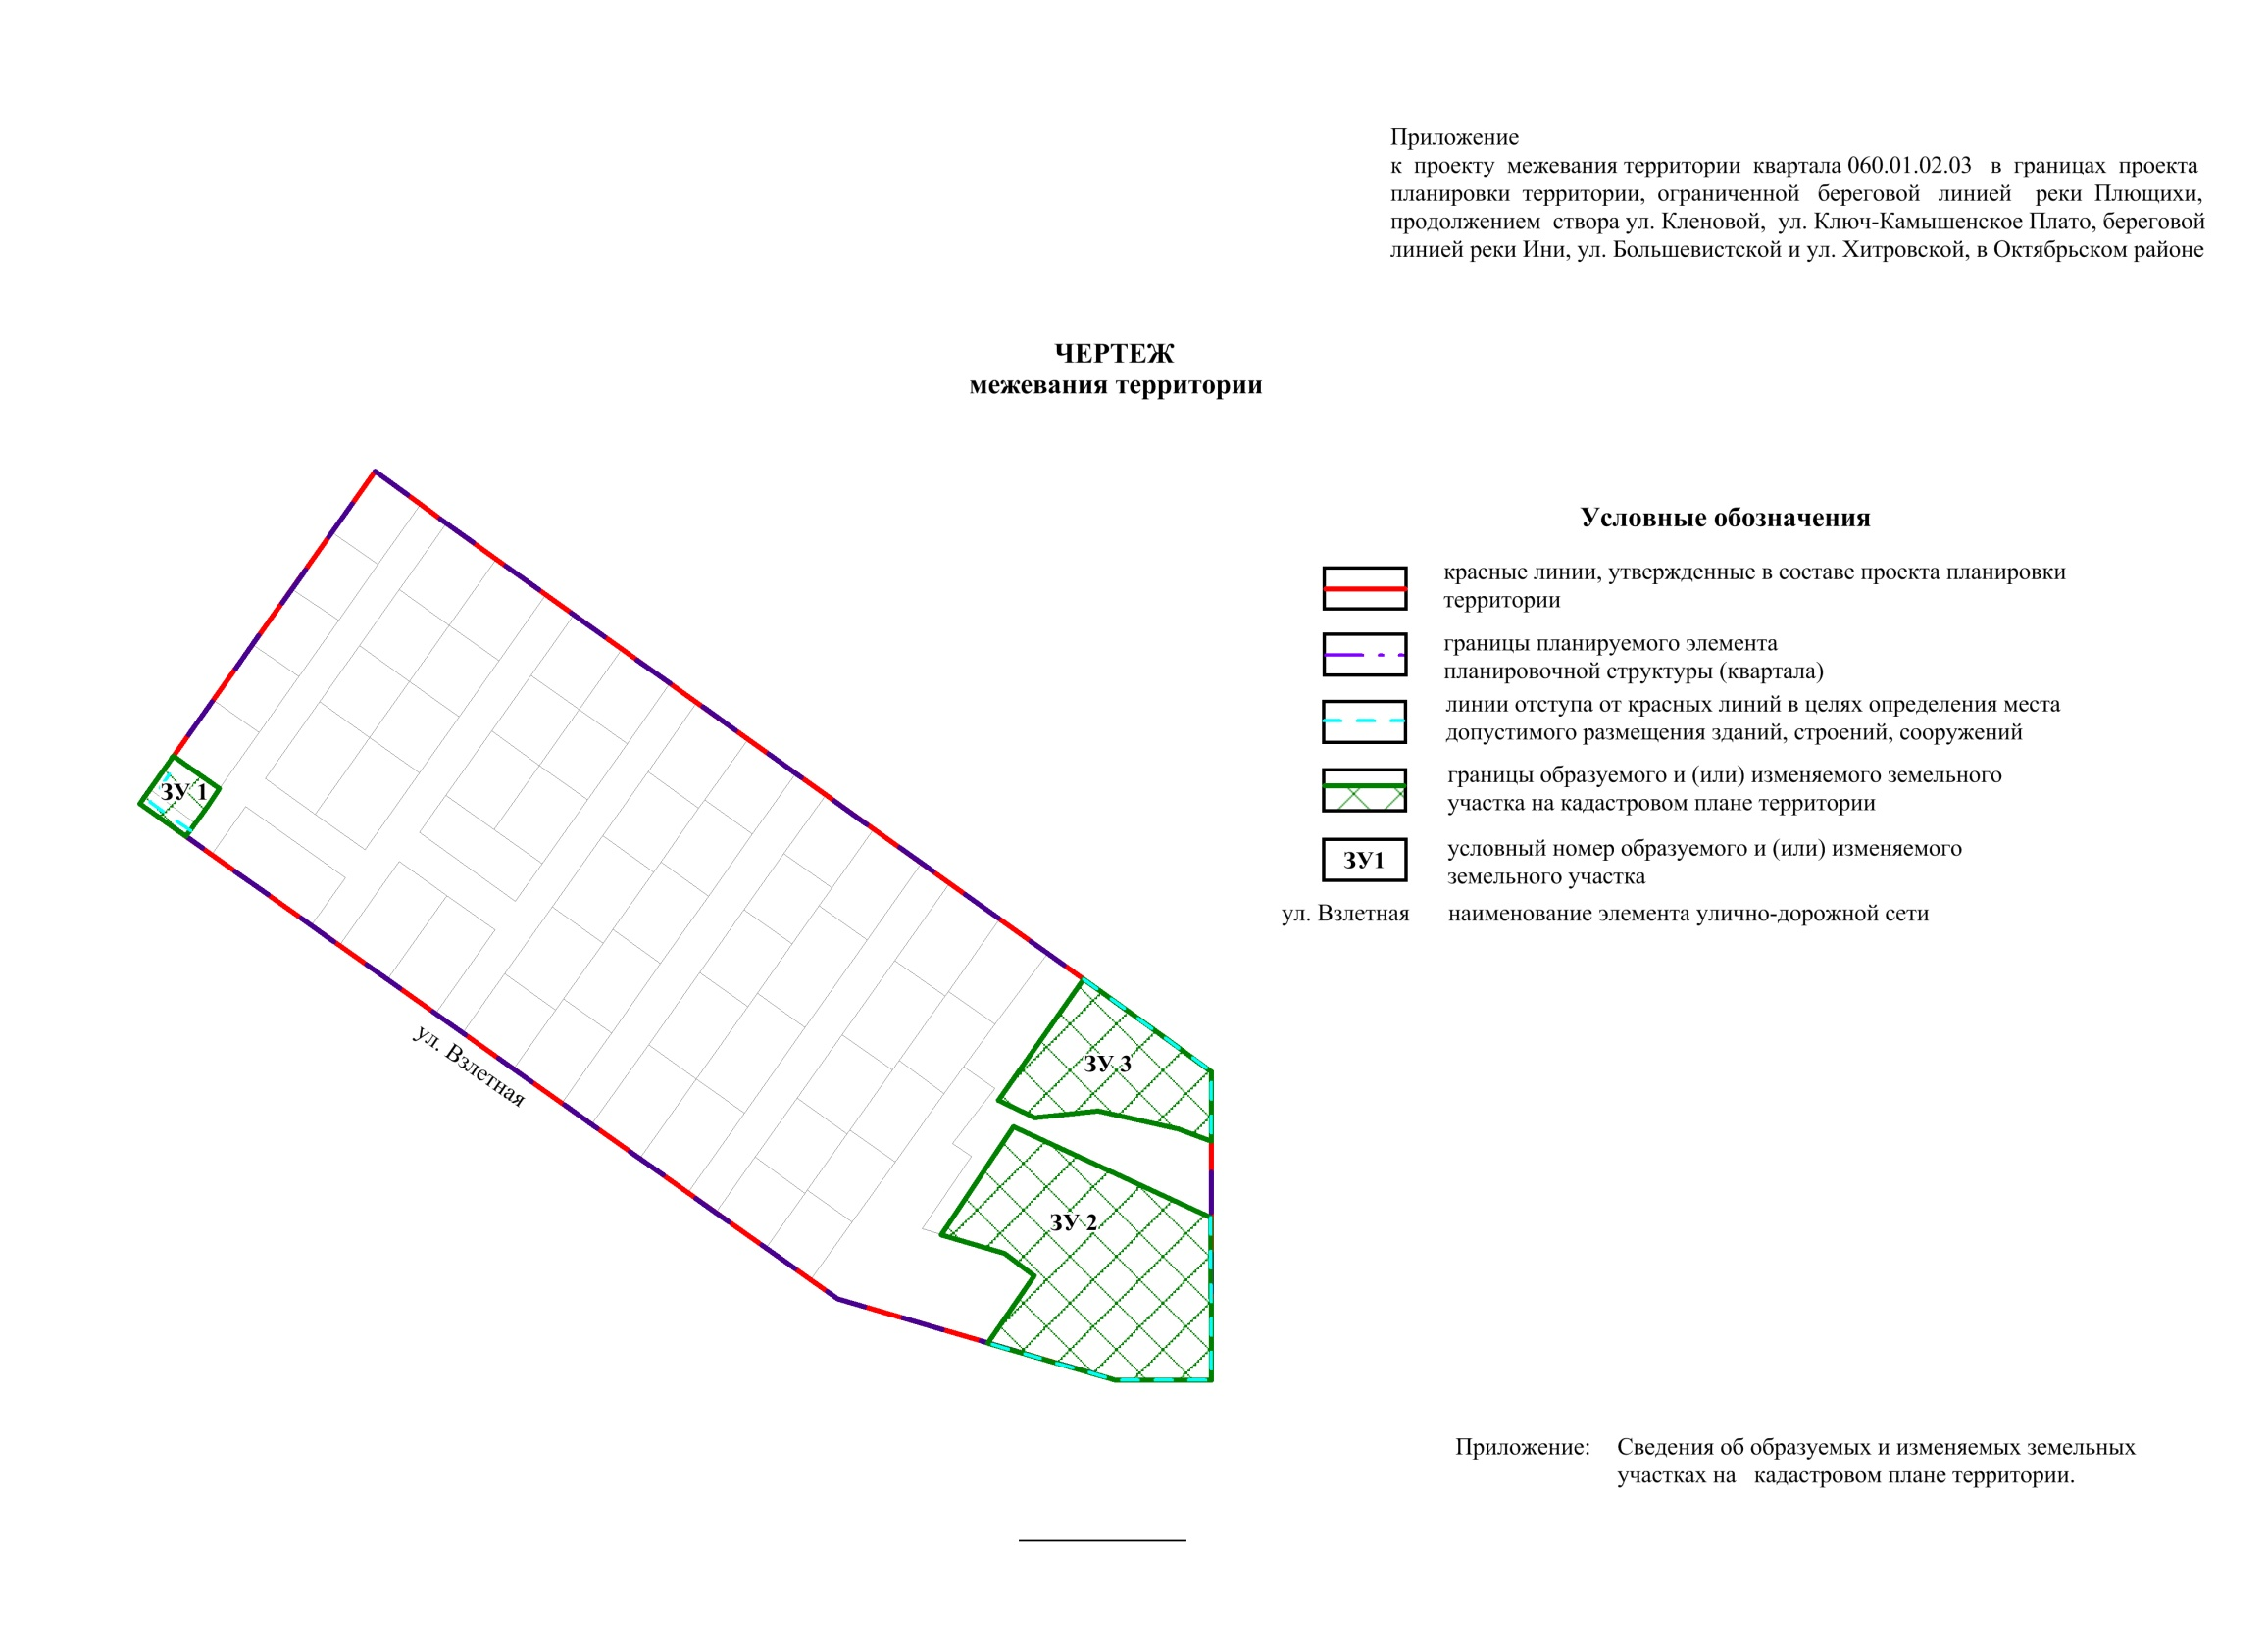 Приложение
к проекту межевания территории квартала 060.01.02.03 в границах проекта
планировки территории, ограниченной береговой линией реки Плющихи,
продолжением створа ул. Кленовой, ул. Ключ-Камышенское Плато, береговой
линией реки Ини, ул. Большевистской и ул. Хитровской, в Октябрьском районе
ЧЕРТЕЖ
межевания территории
Условные обозначения
красные линии, утвержденные в составе проекта планировки
территории
границы планируемого элемента
планировочной структуры (квартала)
линии отступа от красных линий в целях определения места
допустимого размещения зданий, строений, сооружений
границы образуемого и (или) изменяемого земельного
участка на кадастровом плане территории
ЗУ1
условный номер образуемого и (или) изменяемого
земельного участка
ул. Взлетная наименование элемента улично-дорожной сети
ЗУ 1
ул. Взлетная
ЗУ 3
ЗУ 2
Приложение: Сведения об образуемых и изменяемых земельных
участках на кадастровом плане территории.